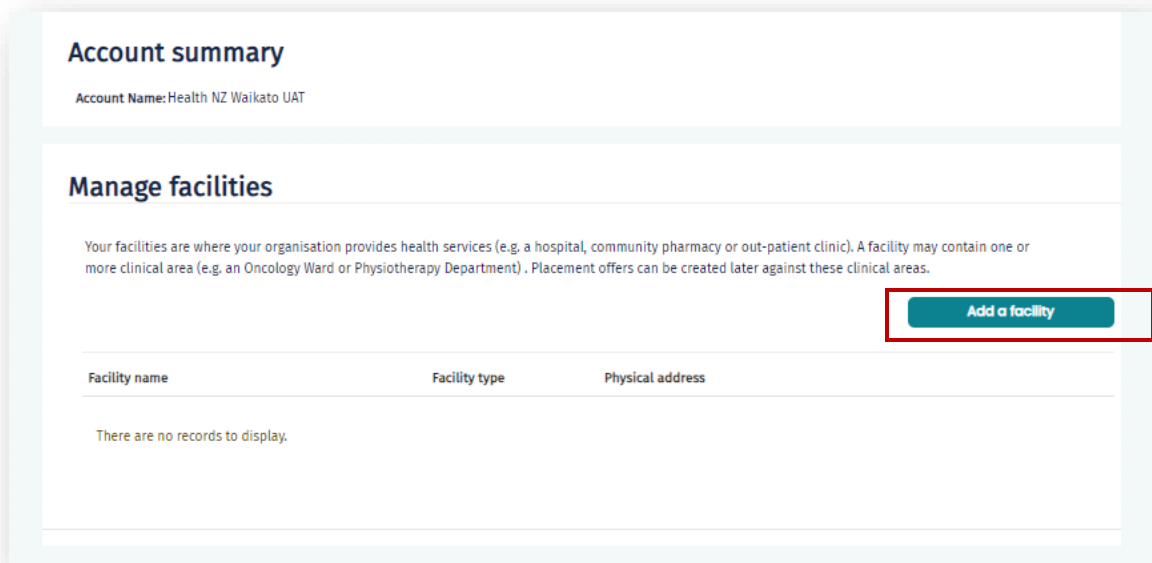 Account summary
Account Name: Health NZ Waikato UAT
Manage facilities
Your facilities are where your organisation provides health services (e.g. a hospital, community pharmacy or out-patient clinic). A facility may contain one or
more clinical area (e.g. an Oncology Ward or Physiotherapy Department) . Placement offers can be created later against these clinical areas.
Add a facility
Facility name Facility type Physical address
There are no records to display.